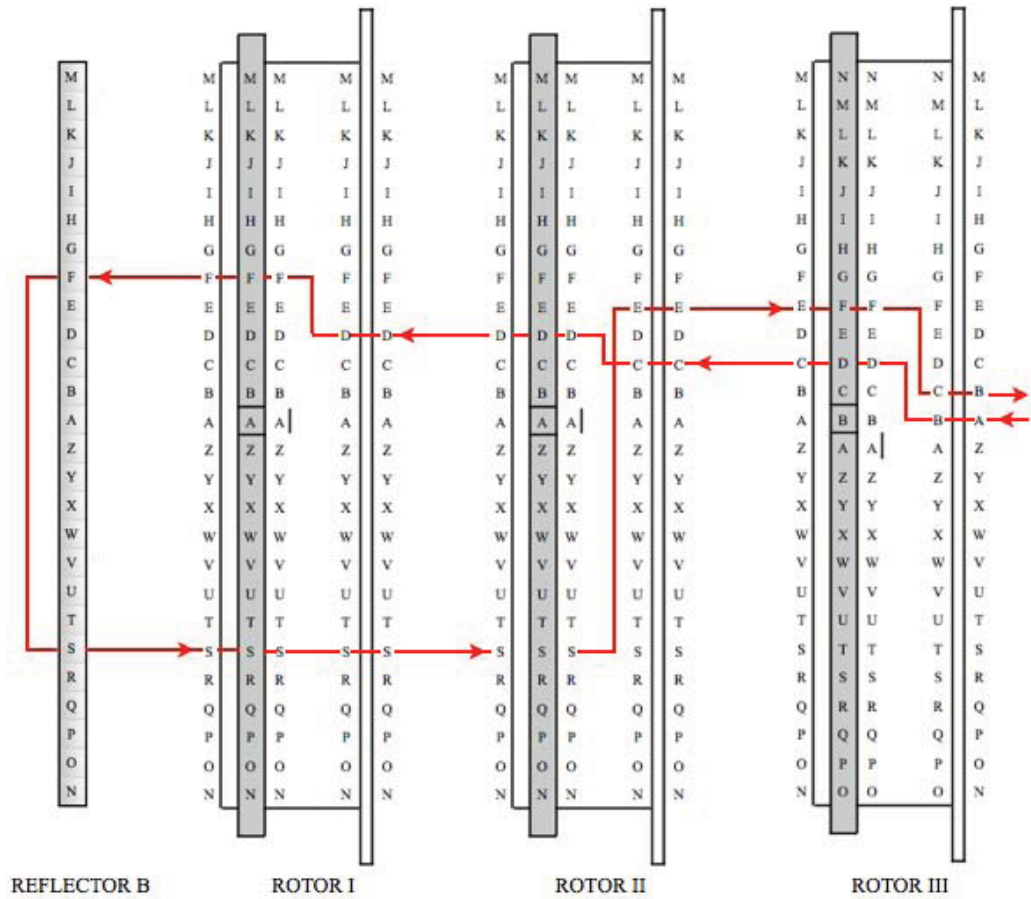 M M M M M M M M M M M M N N N M
L L L L L L L L L L L L M M M L
K K K K K K K K K K K K L L L K
J J J J J J J J J J J J K K K J
I I I I I I I I I I I I J J J I
H H H H H H H H H H H H I I I H
G G G G G G G G G G G G H H H G
F F F F F F F F F F F F G G G F
E E E E E E E E E E E E F F F E
D D D D D D D D D D D D E E E D
C C C C C C C C C C C C D D D C
B B B B B B B B B B B B C C C B
A A A A A A A A A A A A B B B A
Z Z Z Z Z Z Z Z Z Z Z Z A A A Z
Y Y Y Y Y Y Y Y Y Y Y Y Z Z Z Y
X X X X X X X X X X X X Y Y Y X
W W W W W W W W W W W W X X X W
V V V V V V V V V V V V W W W V
U U U U U U U U U U U U V V V U
T T T T T T T T T T T T U U U T
S S S S S S S S S S S S T T T S
R R R R R R R R R R R R S S S R
Q Q Q Q Q Q Q Q Q Q Q Q R R R Q
P P P P P P P P P P P P Q Q Q P
O O O O O O O O O O O O P P P O
N N N N N N N N N N N N O O O N
REFLECTOR B ROTOR I ROTOR II ROTOR III